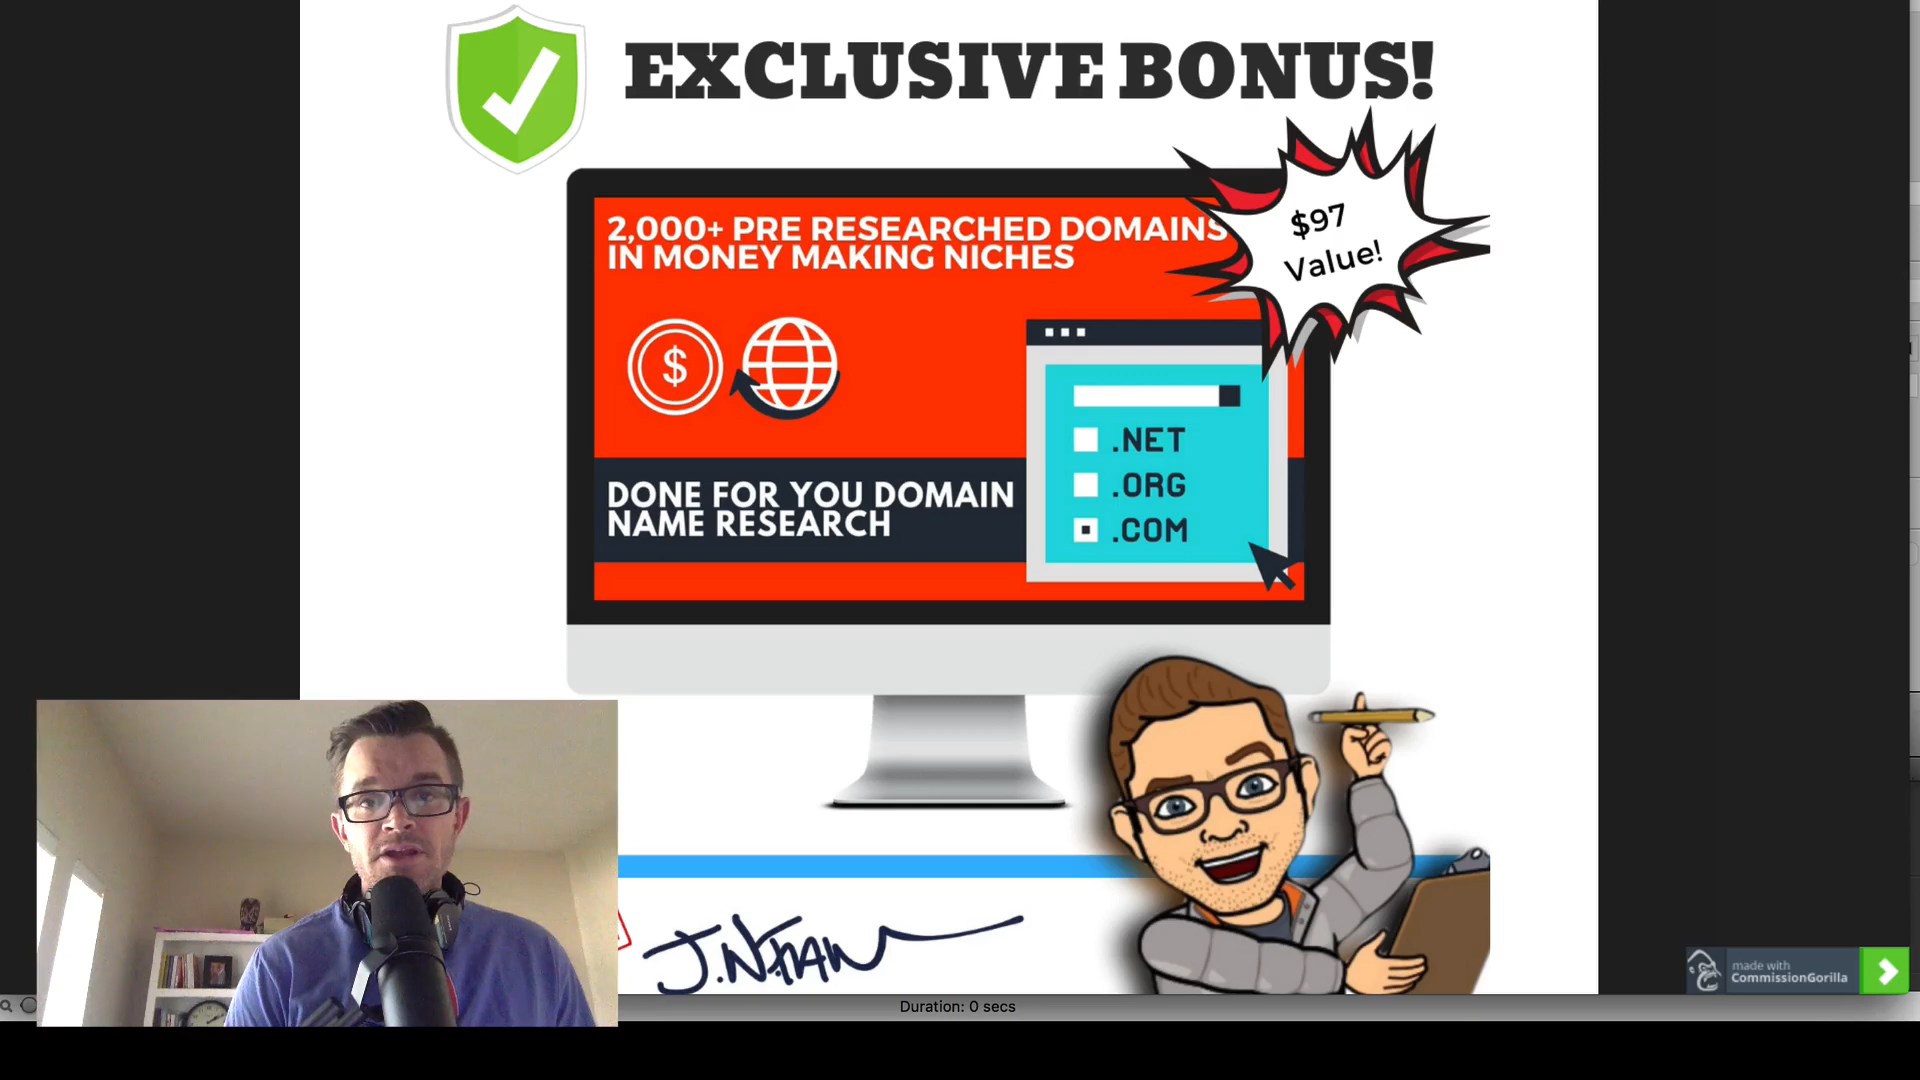 EXCLUSIVE BONUS!
$97
Value!
2,000+ PRE RESEARCHED DOMAINS
IN MONEY MAKING NICHES
$
.NET
.ORG
.COM
DONE FOR YOU DOMAIN
NAME RESEARCH
made with
CommissionGorilla
Duration: 0 secs